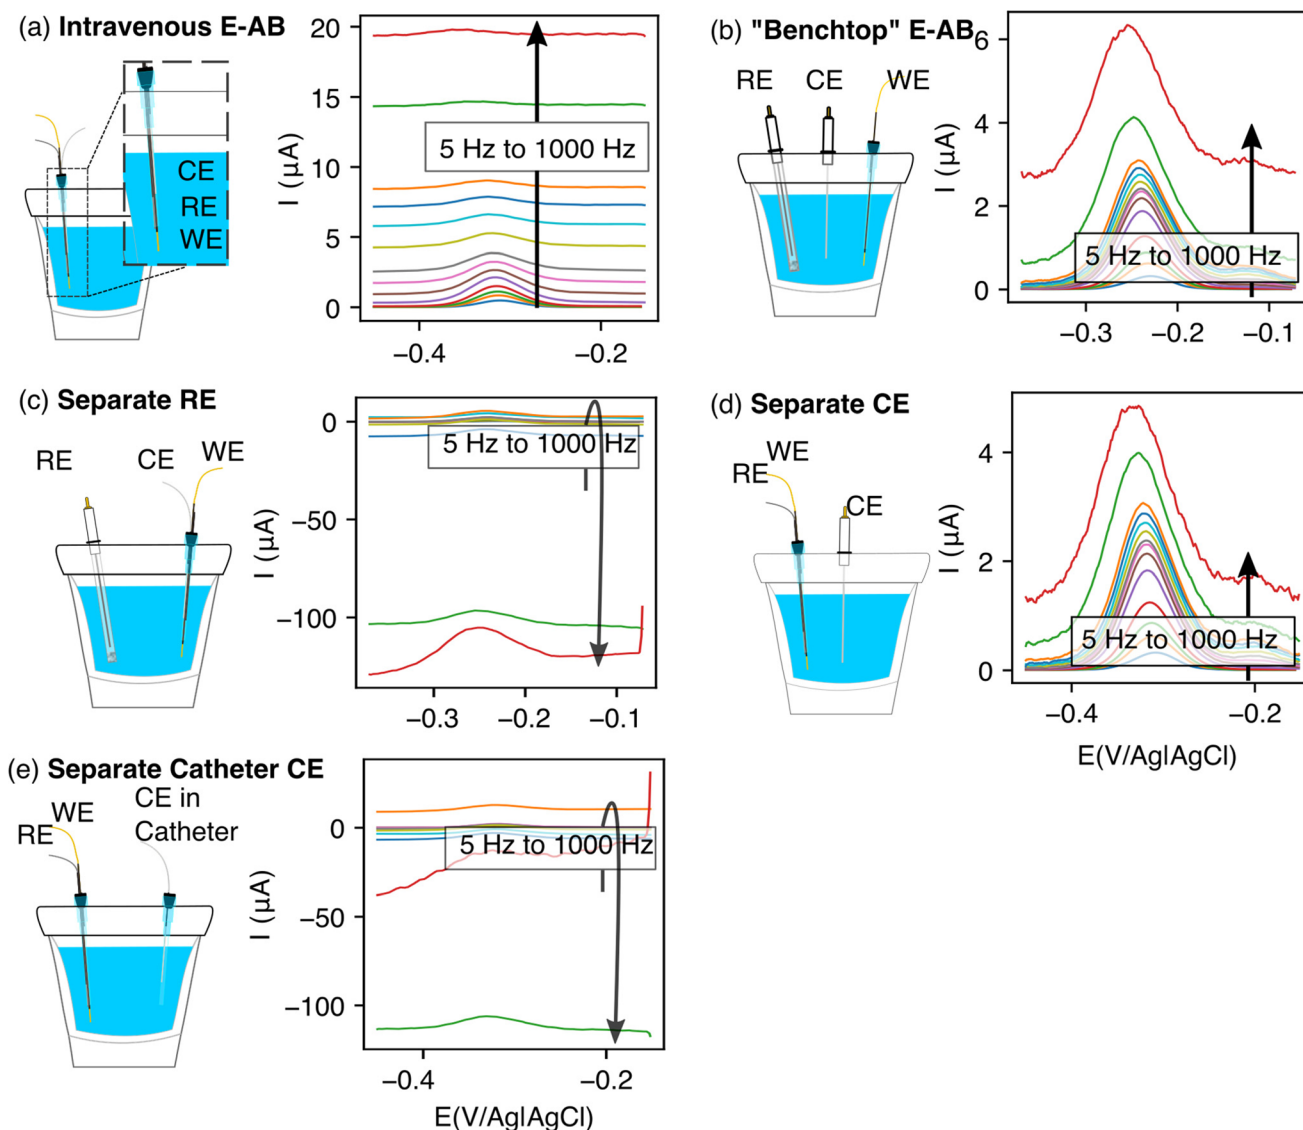 (a) Intravenous E-AB
CE
RE
WE
20
15
10
5
0
I (µA)
5 Hz to 1000 Hz
−0.4
−0.2
(b) "Benchtop" E-AB
RE
CE
WE
6
4
2
0
I (µA)
5 Hz to 1000 Hz
−0.3
−0.2
−0.1
(c) Separate RE
RE
CE
WE
0
−50
−100
I (µA)
5 Hz to 1000 Hz
−0.3
−0.2
−0.1
(d) Separate CE
WE
RE
CE
4
2
0
I (µA)
5 Hz to 1000 Hz
−0.4
−0.2
E(V/Ag|AgCl)
(e) Separate Catheter CE
WE
RE
CE in
Catheter
0
−50
−100
I (µA)
5 Hz to 1000 Hz
−0.4
−0.2
E(V/Ag|AgCl)